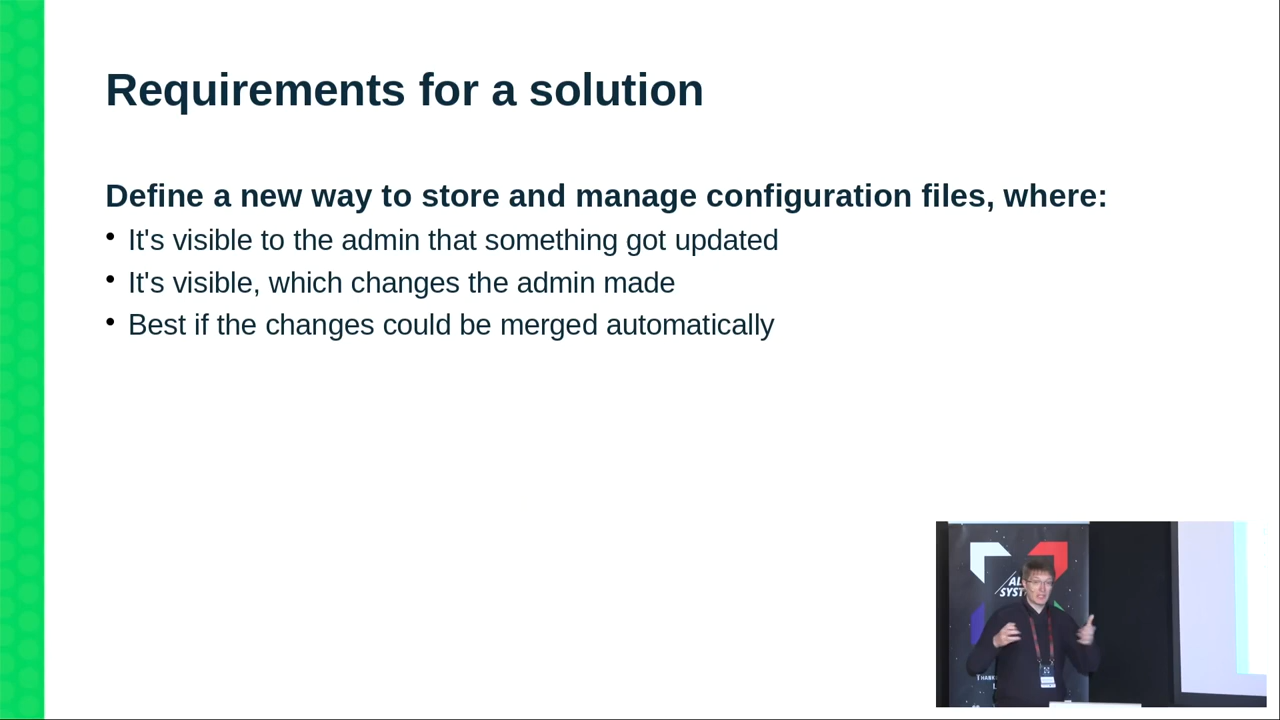 Requirements for a solution
Define a new way to store and manage configuration files, where:
It's visible to the admin that something got updated
It's visible, which changes the admin made
Best if the changes could be merged automatically